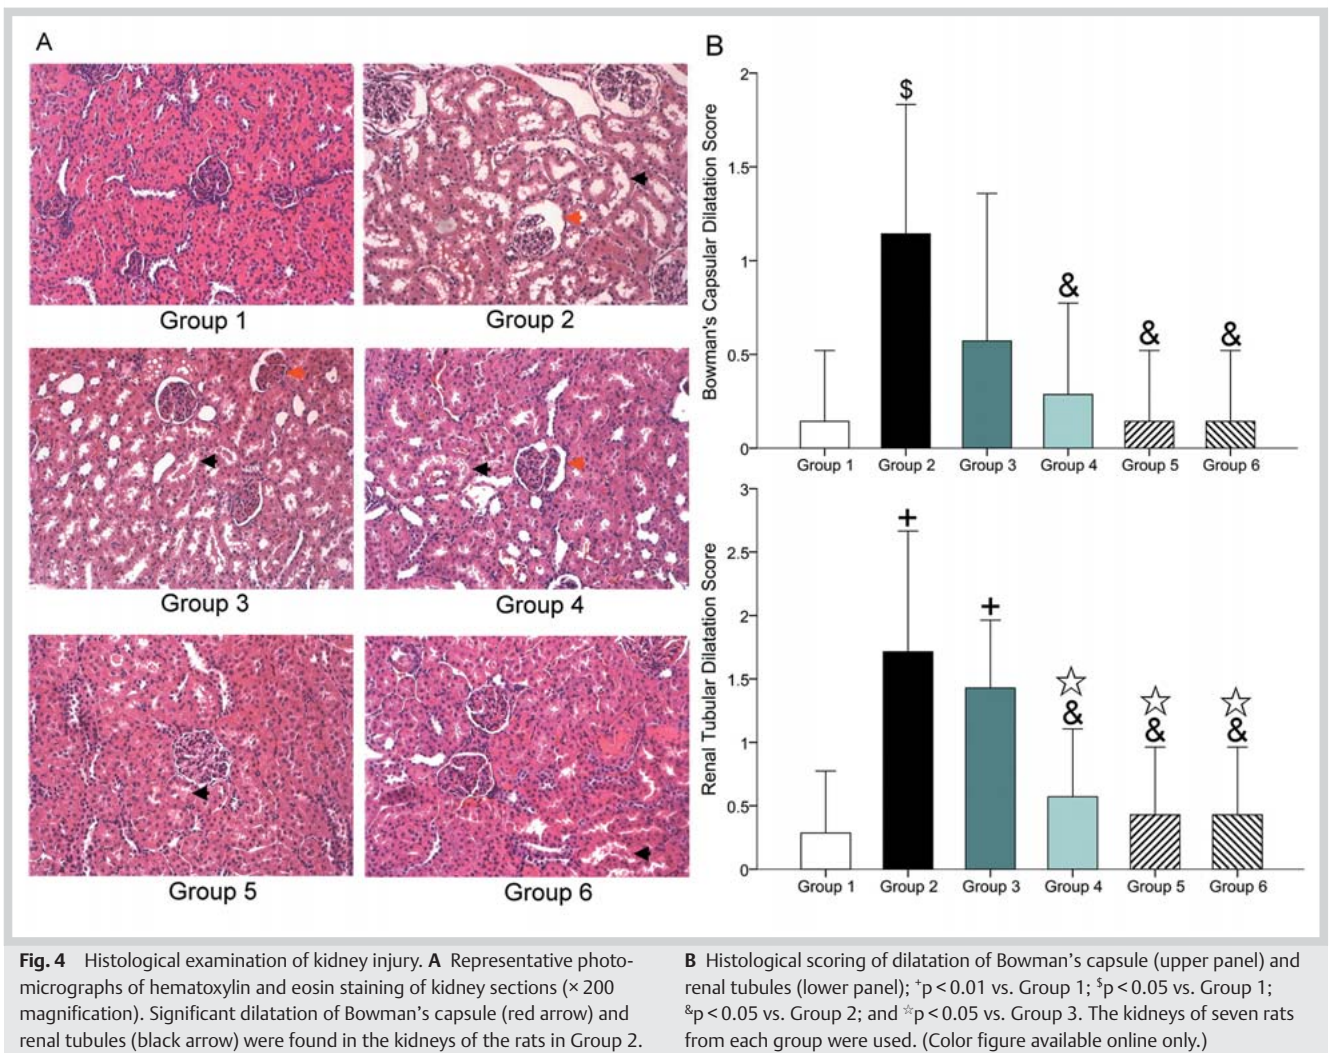 A
Group 1
Group 2
Group 3
Group 4
Group 5
Group 6
B
Bowman's Capsular Dilatation Score
2
1.5
1
0.5
0
$
&
&
&
Group 1
Group 2
Group 3
Group 4
Group 5
Group 6
Renal Tubular Dilatation Score
3
2.5
2
1.5
1
0.5
0
+
+
☆
&
☆
&
☆
&
Group 1
Group 2
Group 3
Group 4
Group 5
Group 6
Fig. 4 Histological examination of kidney injury. A Representative photo-
micrographs of hematoxylin and eosin staining of kidney sections (× 200
magnification). Significant dilatation of Bowman's capsule (red arrow) and
renal tubules (black arrow) were found in the kidneys of the rats in Group 2.
B Histological scoring of dilatation of Bowman's capsule (upper panel) and
renal tubules (lower panel); +p < 0.01 vs. Group 1; $p < 0.05 vs. Group 1;
&p < 0.05 vs. Group 2; and ☆p < 0.05 vs. Group 3. The kidneys of seven rats
from each group were used. (Color figure available online only.)